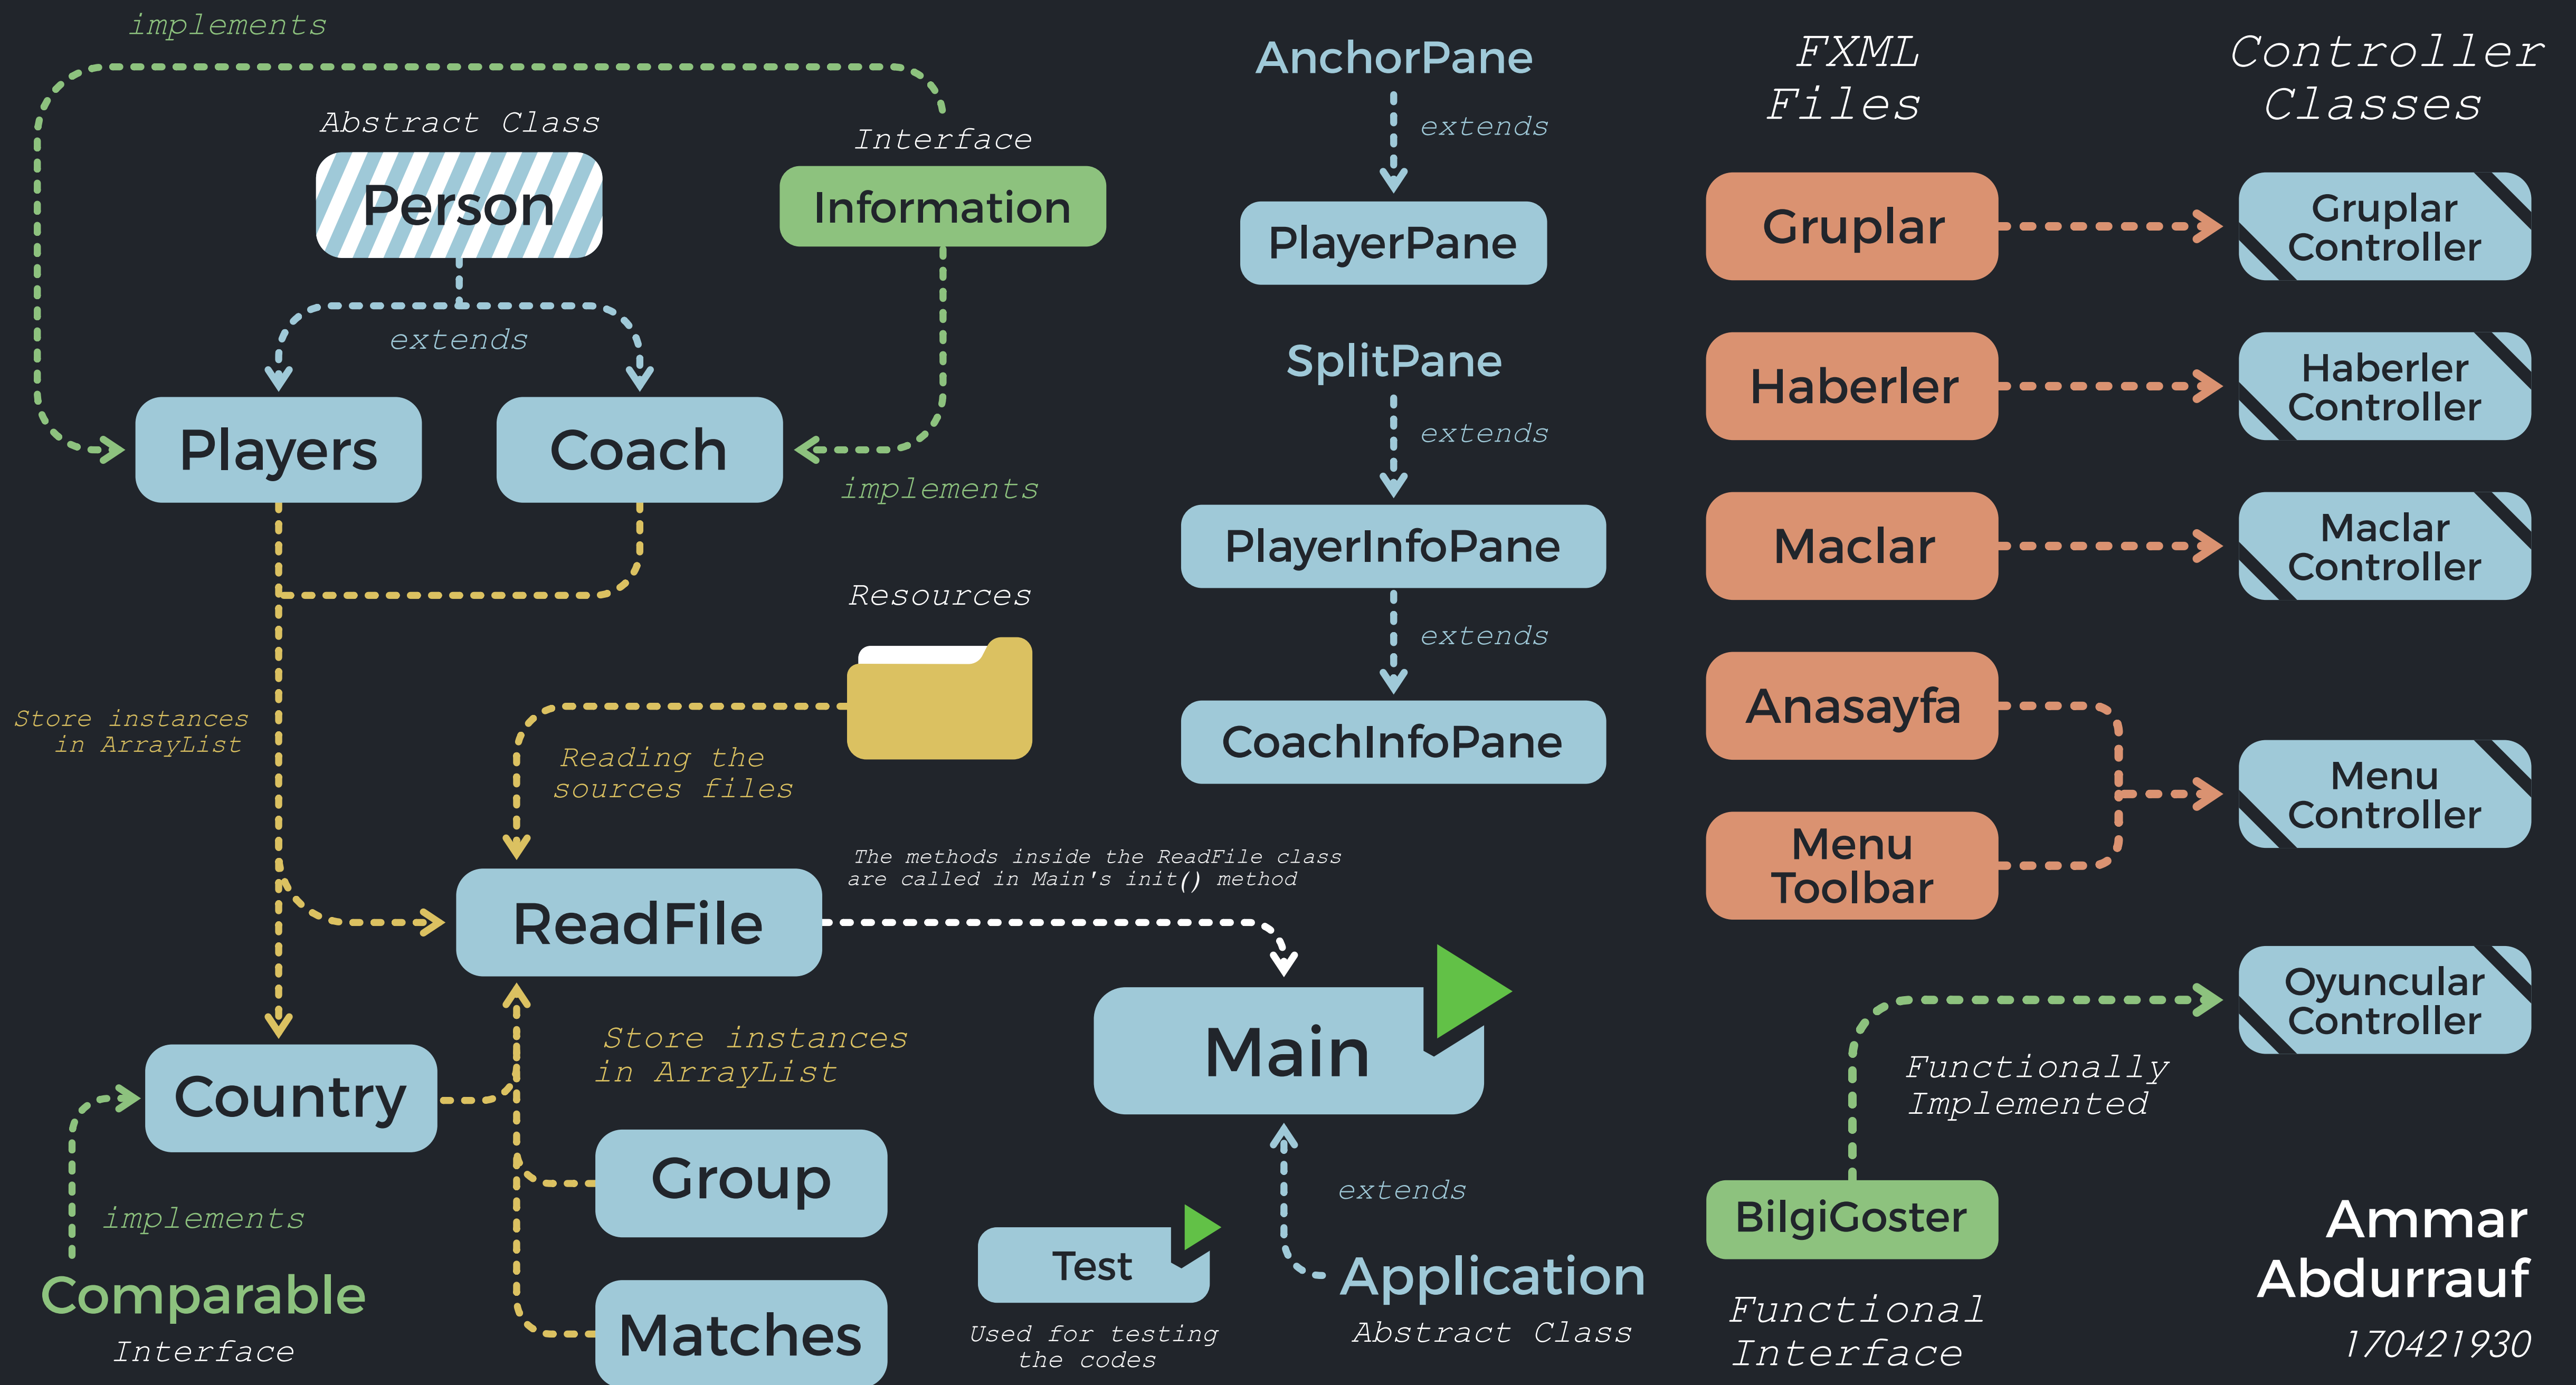 implements
Abstract Class
Person
Interface
Information
extends
Players
Coach
implements
Store instances
in ArrayList
Resources
Reading the
sources files
ReadFile
The methods inside the ReadFile class
are called in Main's init() method
Country
Store instances
in ArrayList
Group
Matches
implements
Comparable
Interface
Main
Test
Used for testing
the codes
extends
Application
Abstract Class
AnchorPane
extends
PlayerPane
SplitPane
extends
PlayerInfoPane
extends
CoachInfoPane
FXML
Files
Controller
Classes
Gruplar
Gruplar
Controller
Haberler
Haberler
Controller
Maclar
Maclar
Controller
Anasayfa
Menu
Toolbar
Menu
Controller
Oyuncular
Controller
Functionally
Implemented
BilgiGoster
Functional
Interface
Ammar
Abdurrauf
170421930